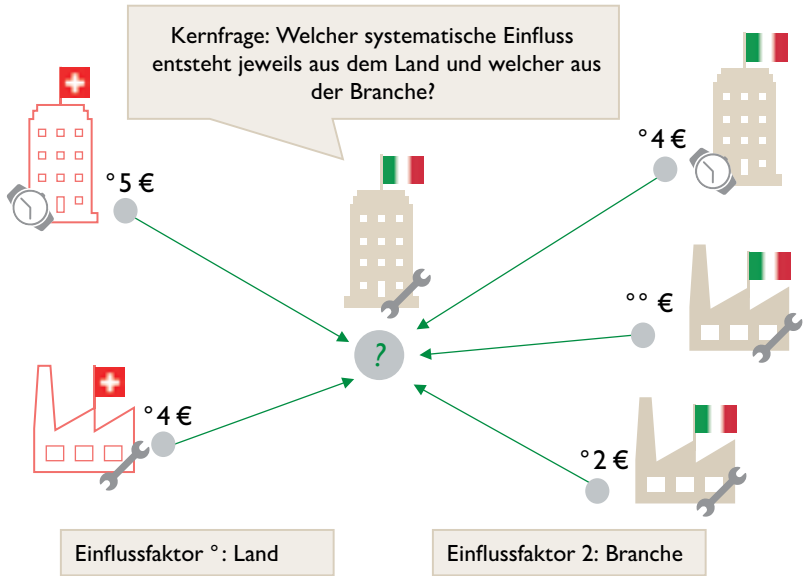 Kernfrage: Welcher systematische Einfluss
entsteht jeweils aus dem Land und welcher aus
der Branche?
°4 €
°5 €
°° €
?
°4 €
°2 €
Einflussfaktor °: Land
Einflussfaktor 2: Branche